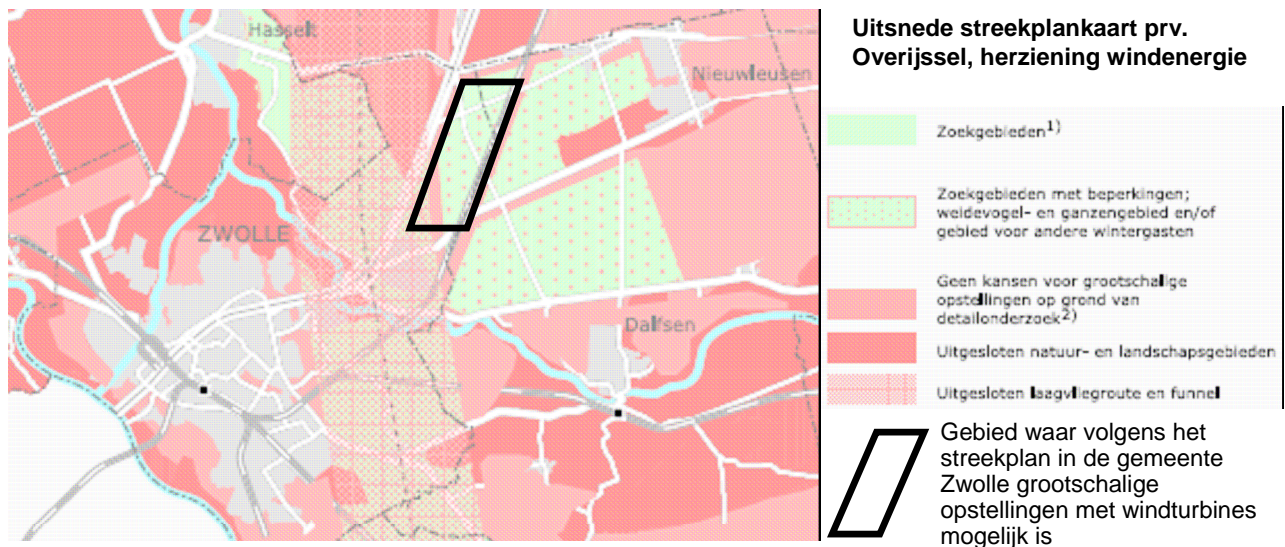 Uitsnede streekplankaart prv.
Overijssel, herziening windenergie
Hasselt
Nieuwleusen
ZWOLLE
Dalfsen
Zoekgebieden1)
Zoekgebieden met beperkingen;
weidevogel- en ganzengebied en/of
gebied voor andere wintergasten
Geen kansen voor grootschalige
opstellingen op grond van
detailonderzoek2)
Uitgesloten natuur- en landschapsgebieden
Uitgesloten laagvliegroute en funnel
Gebied waar volgens het
streekplan in de gemeente
Zwolle grootschalige
opstellingen met windturbines
mogelijk is